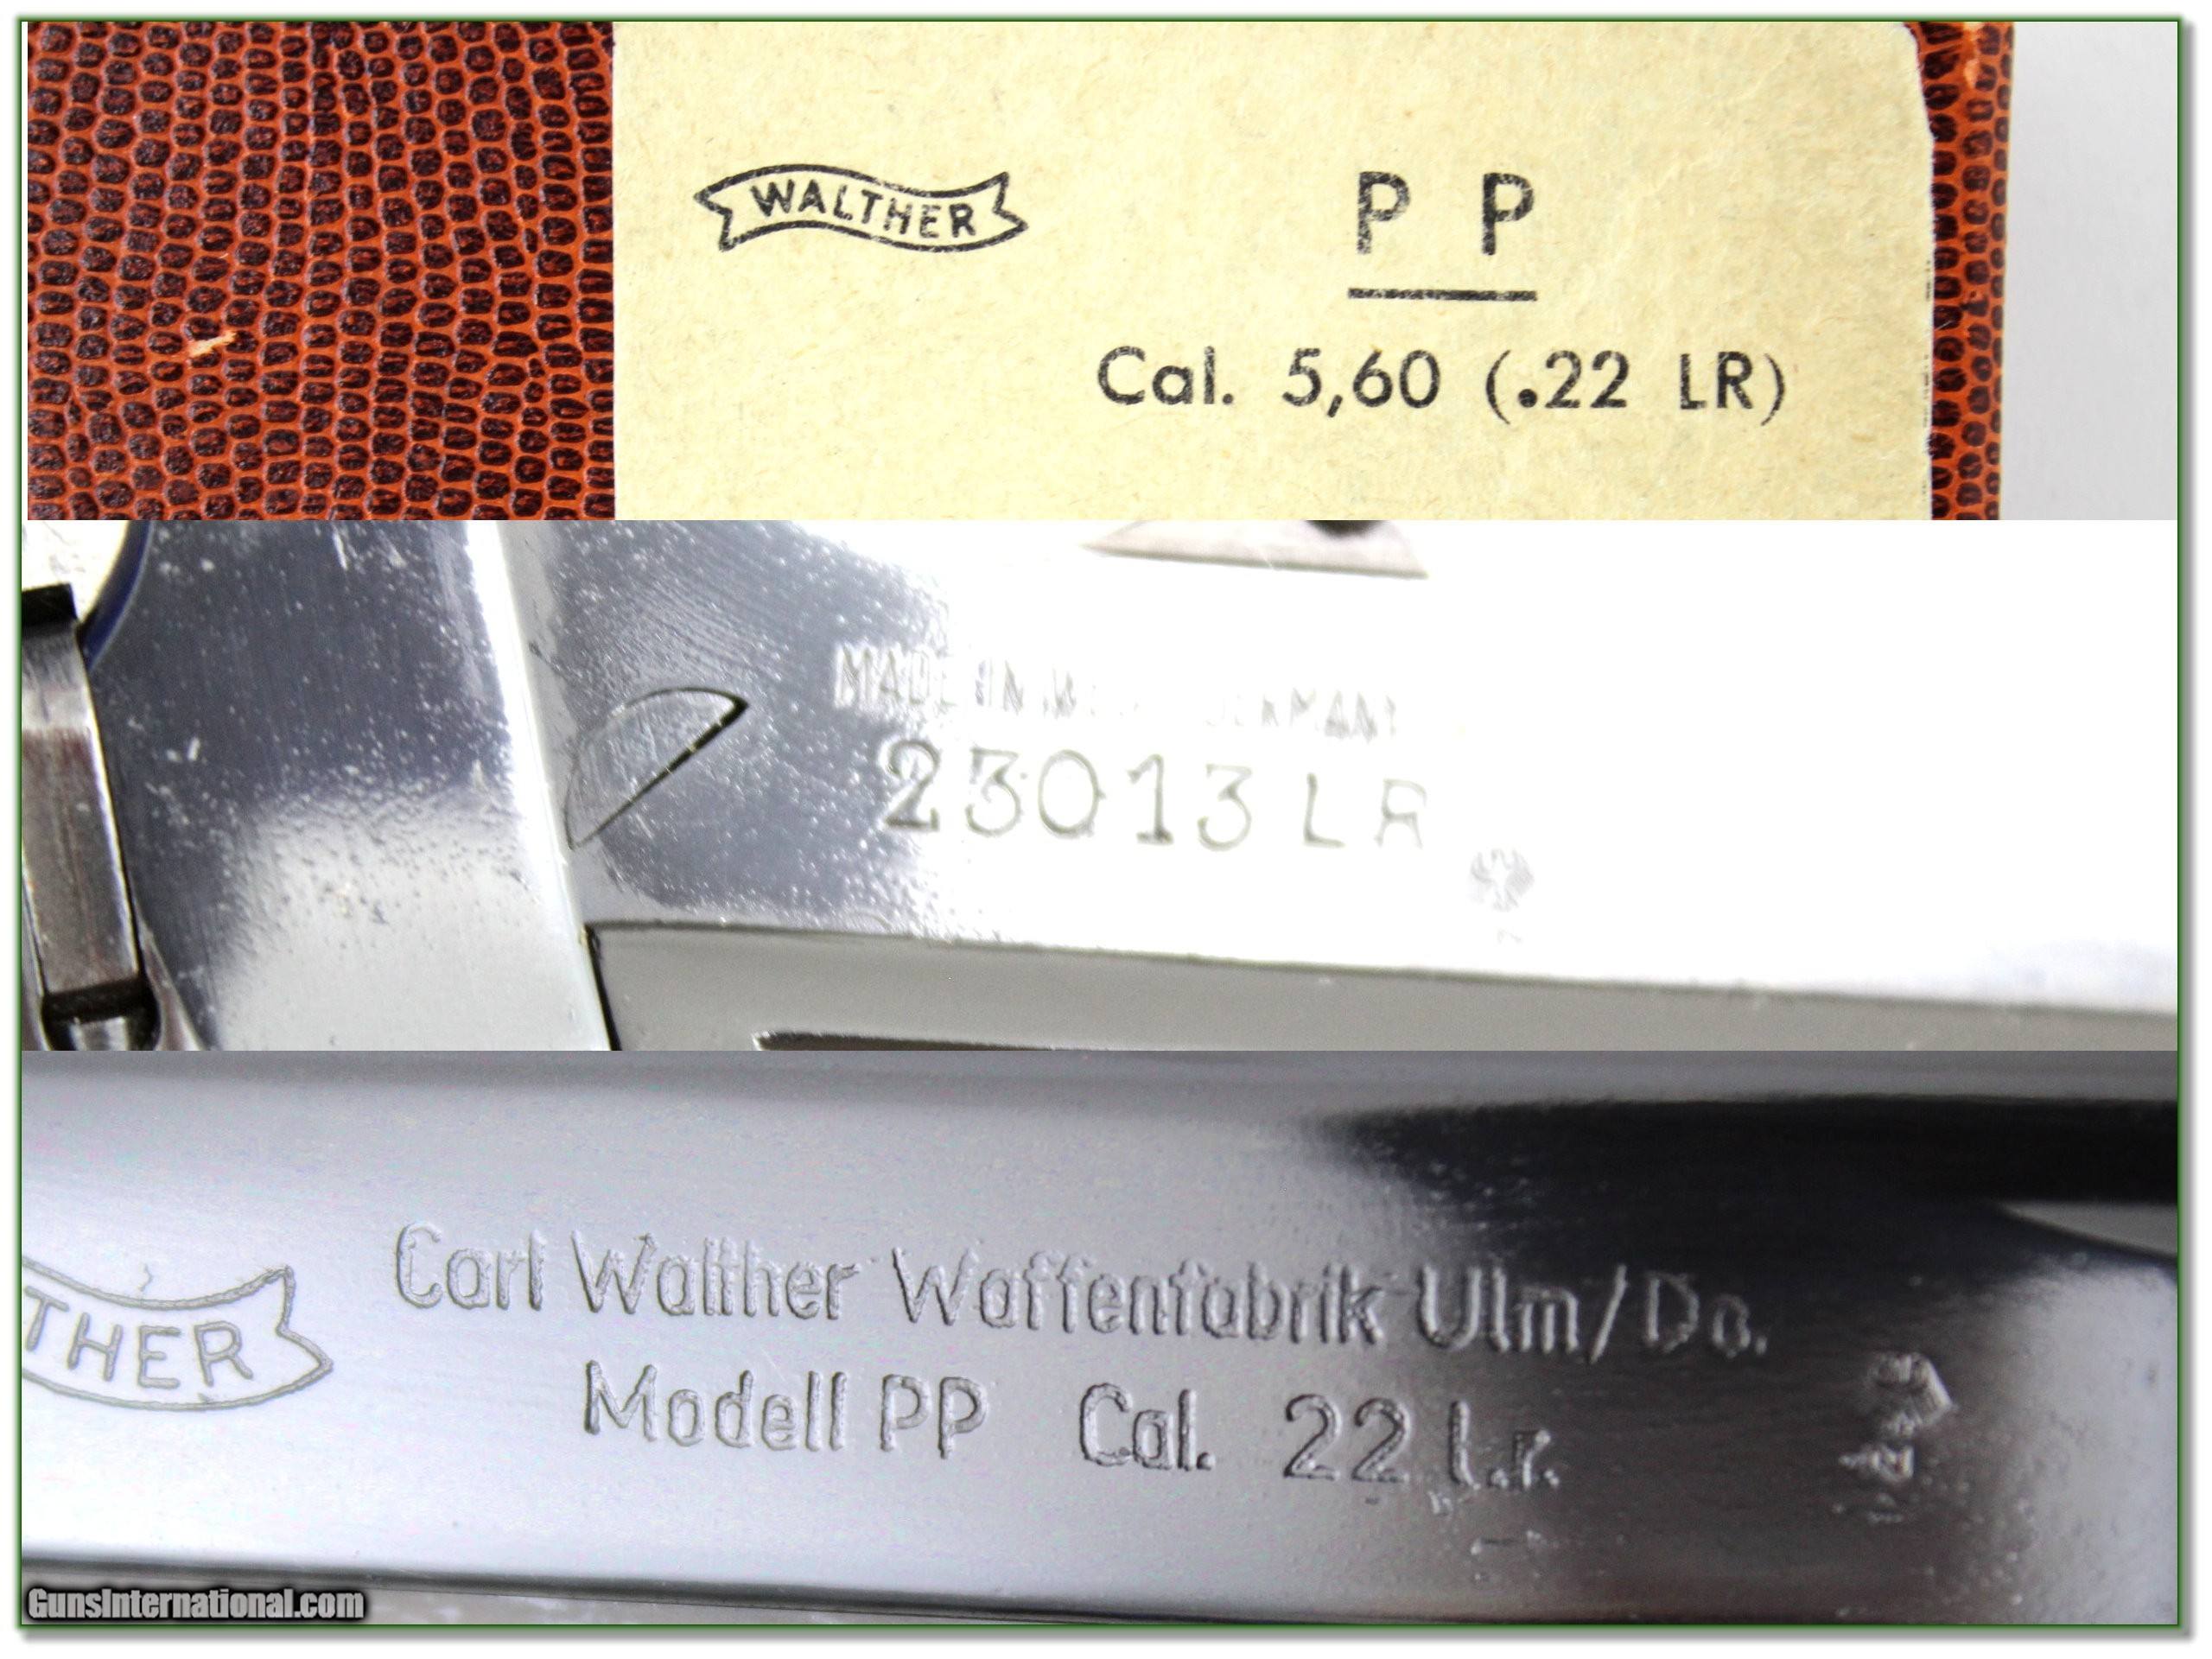 WALTHER
P P
Cal. 5,60 (.22 LR)
MADE IN WEST GERMANY
23013 LR
THER
Carl Walther Waffenfabrik Ulm/Do.
Modell PP Cal. 22 l.r.
GunsInternational.com